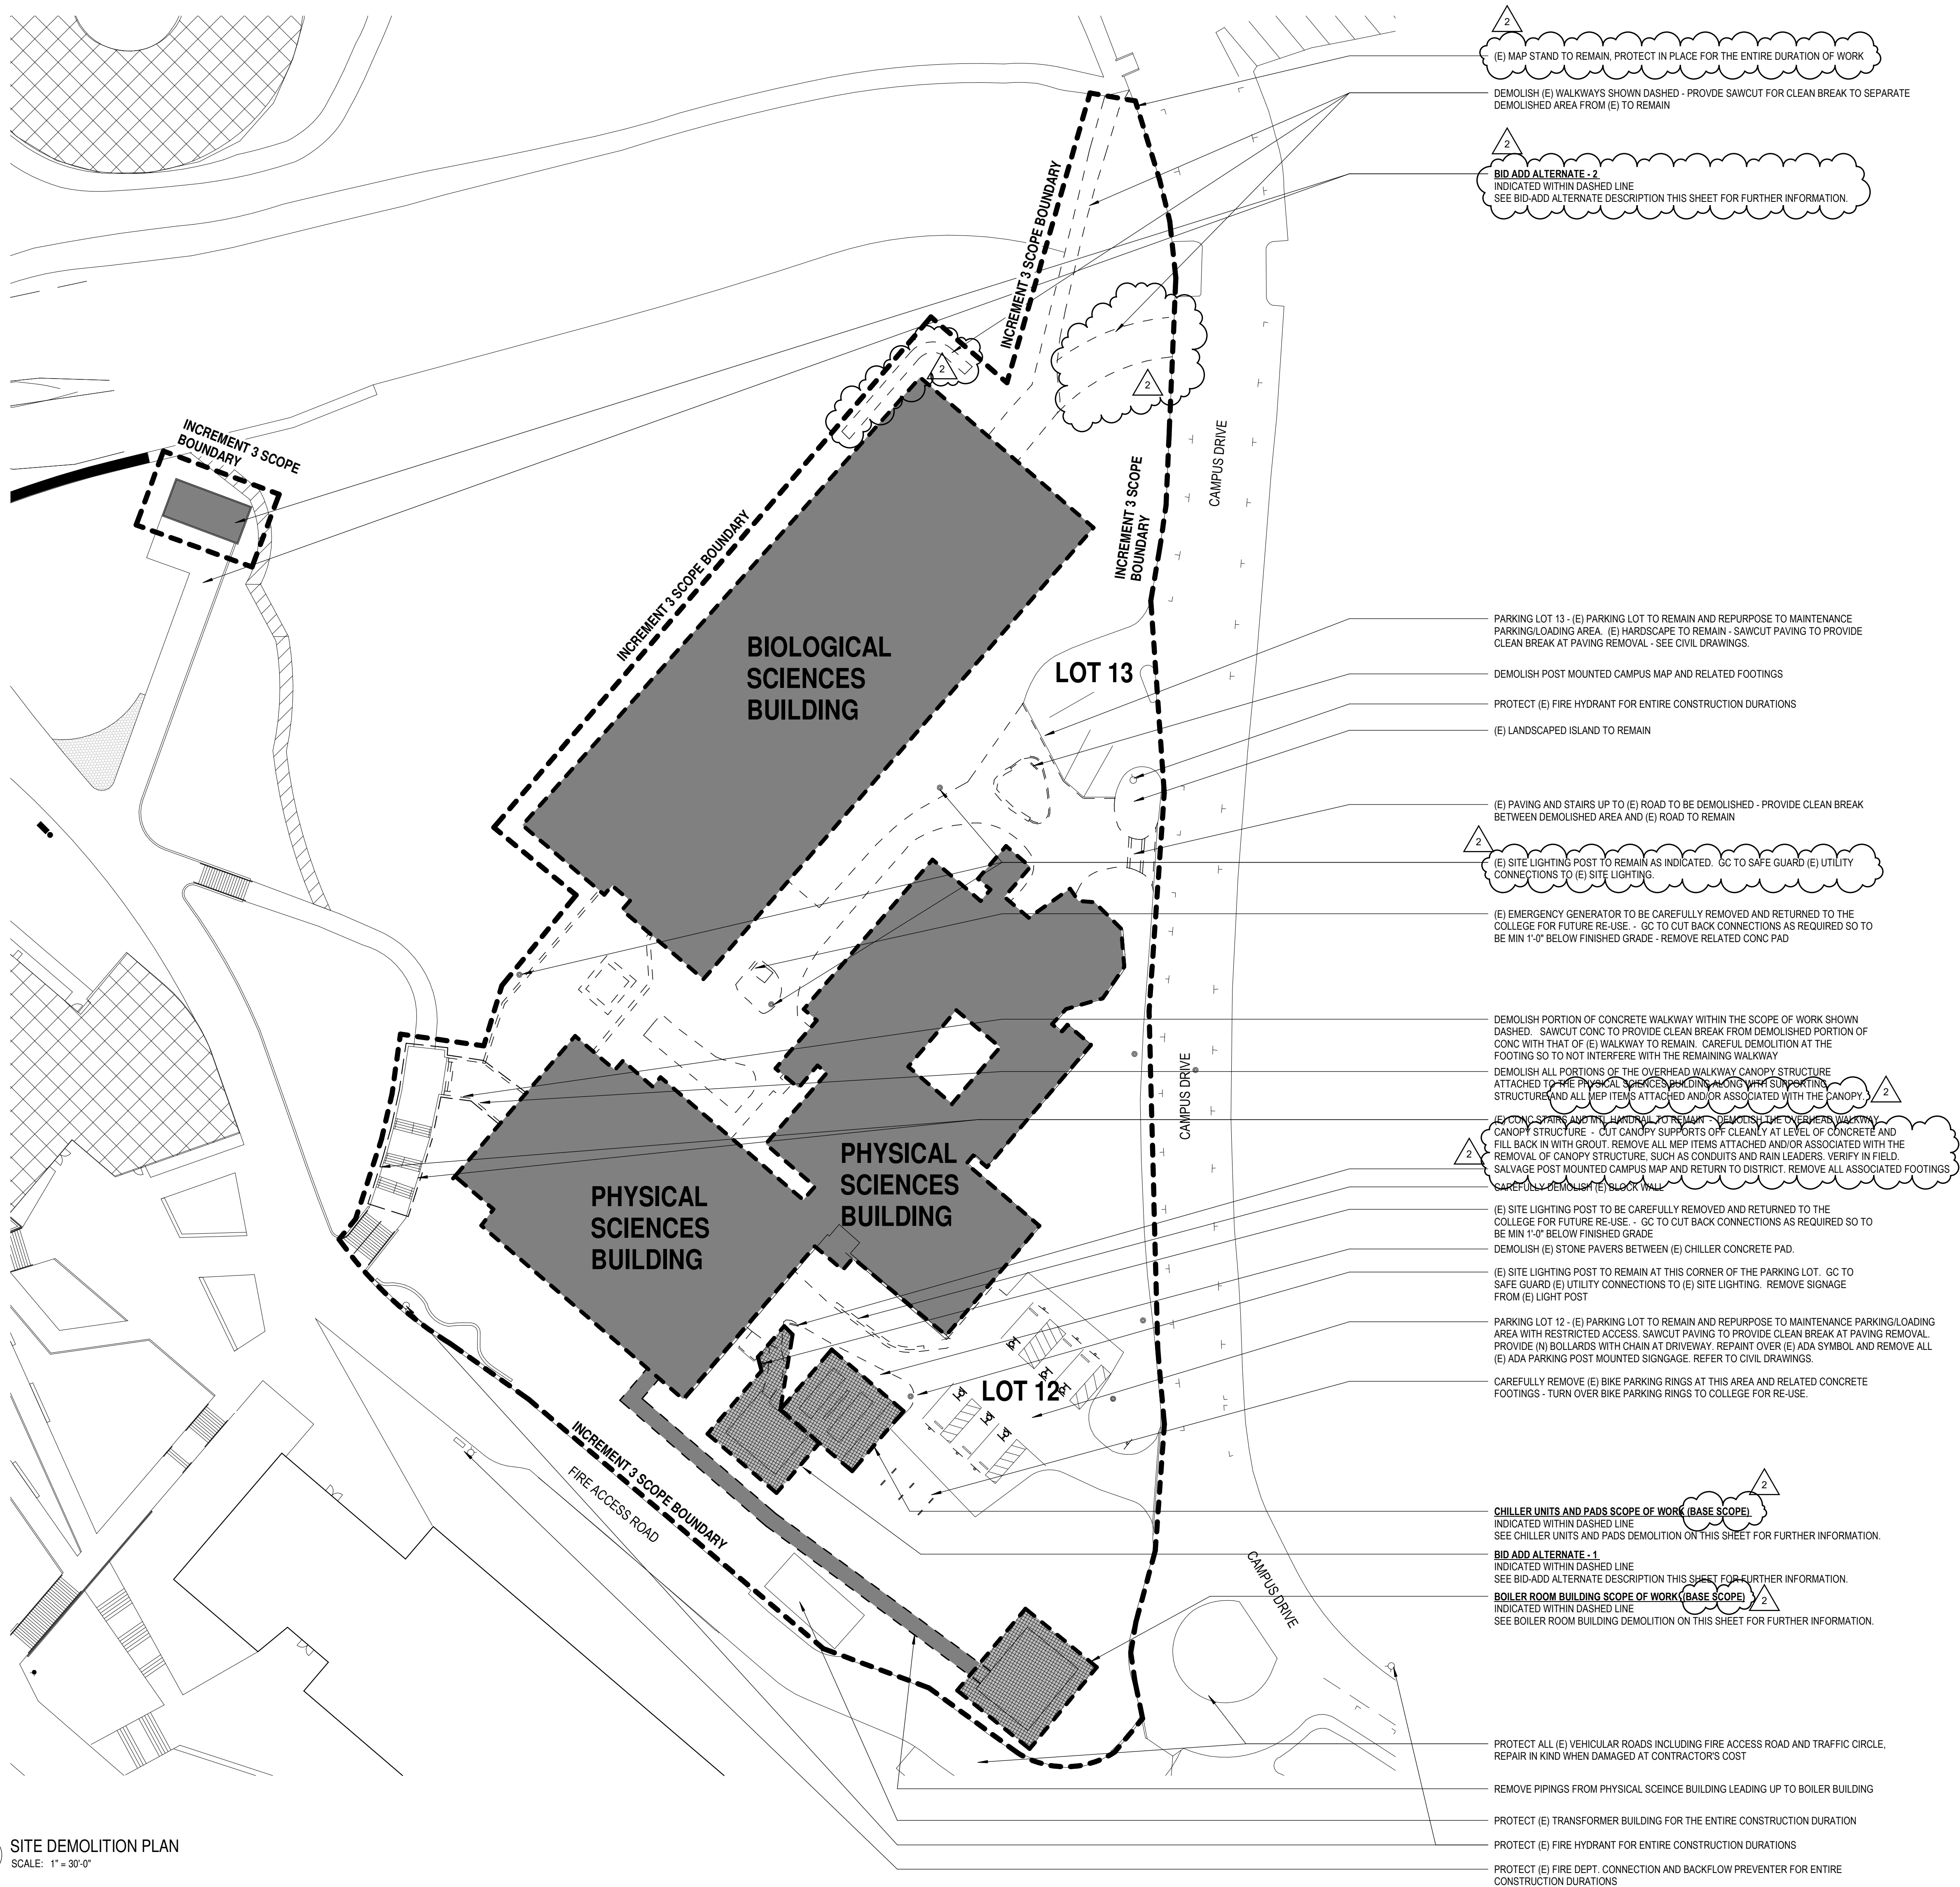 2
(E) MAP STAND TO REMAIN, PROTECT IN PLACE FOR THE ENTIRE DURATION OF WORK
DEMOLISH (E) WALKWAYS SHOWN DASHED - PROVDE SAWCUT FOR CLEAN BREAK TO SEPARATE
DEMOLISHED AREA FROM (E) TO REMAIN
2
BID ADD ALTERNATE - 2
INDICATED WITHIN DASHED LINE
SEE BID-ADD ALTERNATE DESCRIPTION THIS SHEET FOR FURTHER INFORMATION.
INCREMENT 3 SCOPE BOUNDARY
2
2
INCREMENT 3 SCOPE
BOUNDARY
CAMPUS DRIVE
INCREMENT 3 SCOPE
BOUNDARY
INCREMENT 3 SCOPE BOUNDARY
BIOLOGICAL
SCIENCES
BUILDING
LOT 13
PARKING LOT 13 - (E) PARKING LOT TO REMAIN AND REPURPOSE TO MAINTENANCE
PARKING/LOADING AREA. (E) HARDSCAPE TO REMAIN - SAWCUT PAVING TO PROVIDE
CLEAN BREAK AT PAVING REMOVAL - SEE CIVIL DRAWINGS.
DEMOLISH POST MOUNTED CAMPUS MAP AND RELATED FOOTINGS
PROTECT (E) FIRE HYDRANT FOR ENTIRE CONSTRUCTION DURATIONS
(E) LANDSCAPED ISLAND TO REMAIN
(E) PAVING AND STAIRS UP TO (E) ROAD TO BE DEMOLISHED - PROVIDE CLEAN BREAK
BETWEEN DEMOLISHED AREA AND (E) ROAD TO REMAIN
2
(E) SITE LIGHTING POST TO REMAIN AS INDICATED. GC TO SAFE GUARD (E) UTILITY
CONNECTIONS TO (E) SITE LIGHTING.
(E) EMERGENCY GENERATOR TO BE CAREFULLY REMOVED AND RETURNED TO THE
COLLEGE FOR FUTURE RE-USE. - GC TO CUT BACK CONNECTIONS AS REQUIRED SO TO
BE MIN 1'-0" BELOW FINISHED GRADE - REMOVE RELATED CONC PAD
DEMOLISH PORTION OF CONCRETE WALKWAY WITHIN THE SCOPE OF WORK SHOWN
DASHED. SAWCUT CONC TO PROVIDE CLEAN BREAK FROM DEMOLISHED PORTION OF
CONC WITH THAT OF (E) WALKWAY TO REMAIN. CAREFUL DEMOLITION AT THE
FOOTING SO TO NOT INTERFERE WITH THE REMAINING WALKWAY
DEMOLISH ALL PORTIONS OF THE OVERHEAD WALKWAY CANOPY STRUCTURE
ATTACHED TO THE PHYSICAL SCIENCES BUILDING ALONG WITH SUPPORTING
STRUCTURE AND ALL MEP ITEMS ATTACHED AND/OR ASSOCIATED WITH THE CANOPY.
2
(E) CONC STAIRS AND MTL HANDRAIL TO REMAIN - DEMOLISH THE OVERHEAD WALKWAY
CANOPY STRUCTURE - CUT CANOPY SUPPORTS OFF CLEANLY AT LEVEL OF CONCRETE AND
FILL BACK IN WITH GROUT. REMOVE ALL MEP ITEMS ATTACHED AND/OR ASSOCIATED WITH THE
REMOVAL OF CANOPY STRUCTURE, SUCH AS CONDUITS AND RAIN LEADERS. VERIFY IN FIELD.
2
SALVAGE POST MOUNTED CAMPUS MAP AND RETURN TO DISTRICT. REMOVE ALL ASSOCIATED FOOTINGS
CAREFULLY DEMOLISH (E) BLOCK WALL
(E) SITE LIGHTING POST TO BE CAREFULLY REMOVED AND RETURNED TO THE
COLLEGE FOR FUTURE RE-USE. - GC TO CUT BACK CONNECTIONS AS REQUIRED SO TO
BE MIN 1'-0" BELOW FINISHED GRADE
DEMOLISH (E) STONE PAVERS BETWEEN (E) CHILLER CONCRETE PAD.
(E) SITE LIGHTING POST TO REMAIN AT THIS CORNER OF THE PARKING LOT. GC TO
SAFE GUARD (E) UTILITY CONNECTIONS TO (E) SITE LIGHTING. REMOVE SIGNAGE
FROM (E) LIGHT POST
PARKING LOT 12 - (E) PARKING LOT TO REMAIN AND REPURPOSE TO MAINTENANCE PARKING/LOADING
AREA WITH RESTRICTED ACCESS. SAWCUT PAVING TO PROVIDE CLEAN BREAK AT PAVING REMOVAL.
PROVIDE (N) BOLLARDS WITH CHAIN AT DRIVEWAY. REPAINT OVER (E) ADA SYMBOL AND REMOVE ALL
(E) ADA PARKING POST MOUNTED SIGNGAGE. REFER TO CIVIL DRAWINGS.
CAREFULLY REMOVE (E) BIKE PARKING RINGS AT THIS AREA AND RELATED CONCRETE
FOOTINGS - TURN OVER BIKE PARKING RINGS TO COLLEGE FOR RE-USE.
CAMPUS DRIVE
PHYSICAL
SCIENCES
BUILDING
PHYSICAL
SCIENCES
BUILDING
LOT 12
INCREMENT 3 SCOPE BOUNDARY
FIRE ACCESS ROAD
CAMPUS DRIVE
2
CHILLER UNITS AND PADS SCOPE OF WORK (BASE SCOPE)
INDICATED WITHIN DASHED LINE
SEE CHILLER UNITS AND PADS DEMOLITION ON THIS SHEET FOR FURTHER INFORMATION.
BID ADD ALTERNATE - 1
INDICATED WITHIN DASHED LINE
SEE BID-ADD ALTERNATE DESCRIPTION THIS SHEET FOR FURTHER INFORMATION.
BOILER ROOM BUILDING SCOPE OF WORK (BASE SCOPE)
2
INDICATED WITHIN DASHED LINE
SEE BOILER ROOM BUILDING DEMOLITION ON THIS SHEET FOR FURTHER INFORMATION.
PROTECT ALL (E) VEHICULAR ROADS INCLUDING FIRE ACCESS ROAD AND TRAFFIC CIRCLE,
REPAIR IN KIND WHEN DAMAGED AT CONTRACTOR'S COST
REMOVE PIPINGS FROM PHYSICAL SCEINCE BUILDING LEADING UP TO BOILER BUILDING
PROTECT (E) TRANSFORMER BUILDING FOR THE ENTIRE CONSTRUCTION DURATION
PROTECT (E) FIRE HYDRANT FOR ENTIRE CONSTRUCTION DURATIONS
PROTECT (E) FIRE DEPT. CONNECTION AND BACKFLOW PREVENTER FOR ENTIRE
CONSTRUCTION DURATIONS
SITE DEMOLITION PLAN
SCALE: 1" = 30'-0"